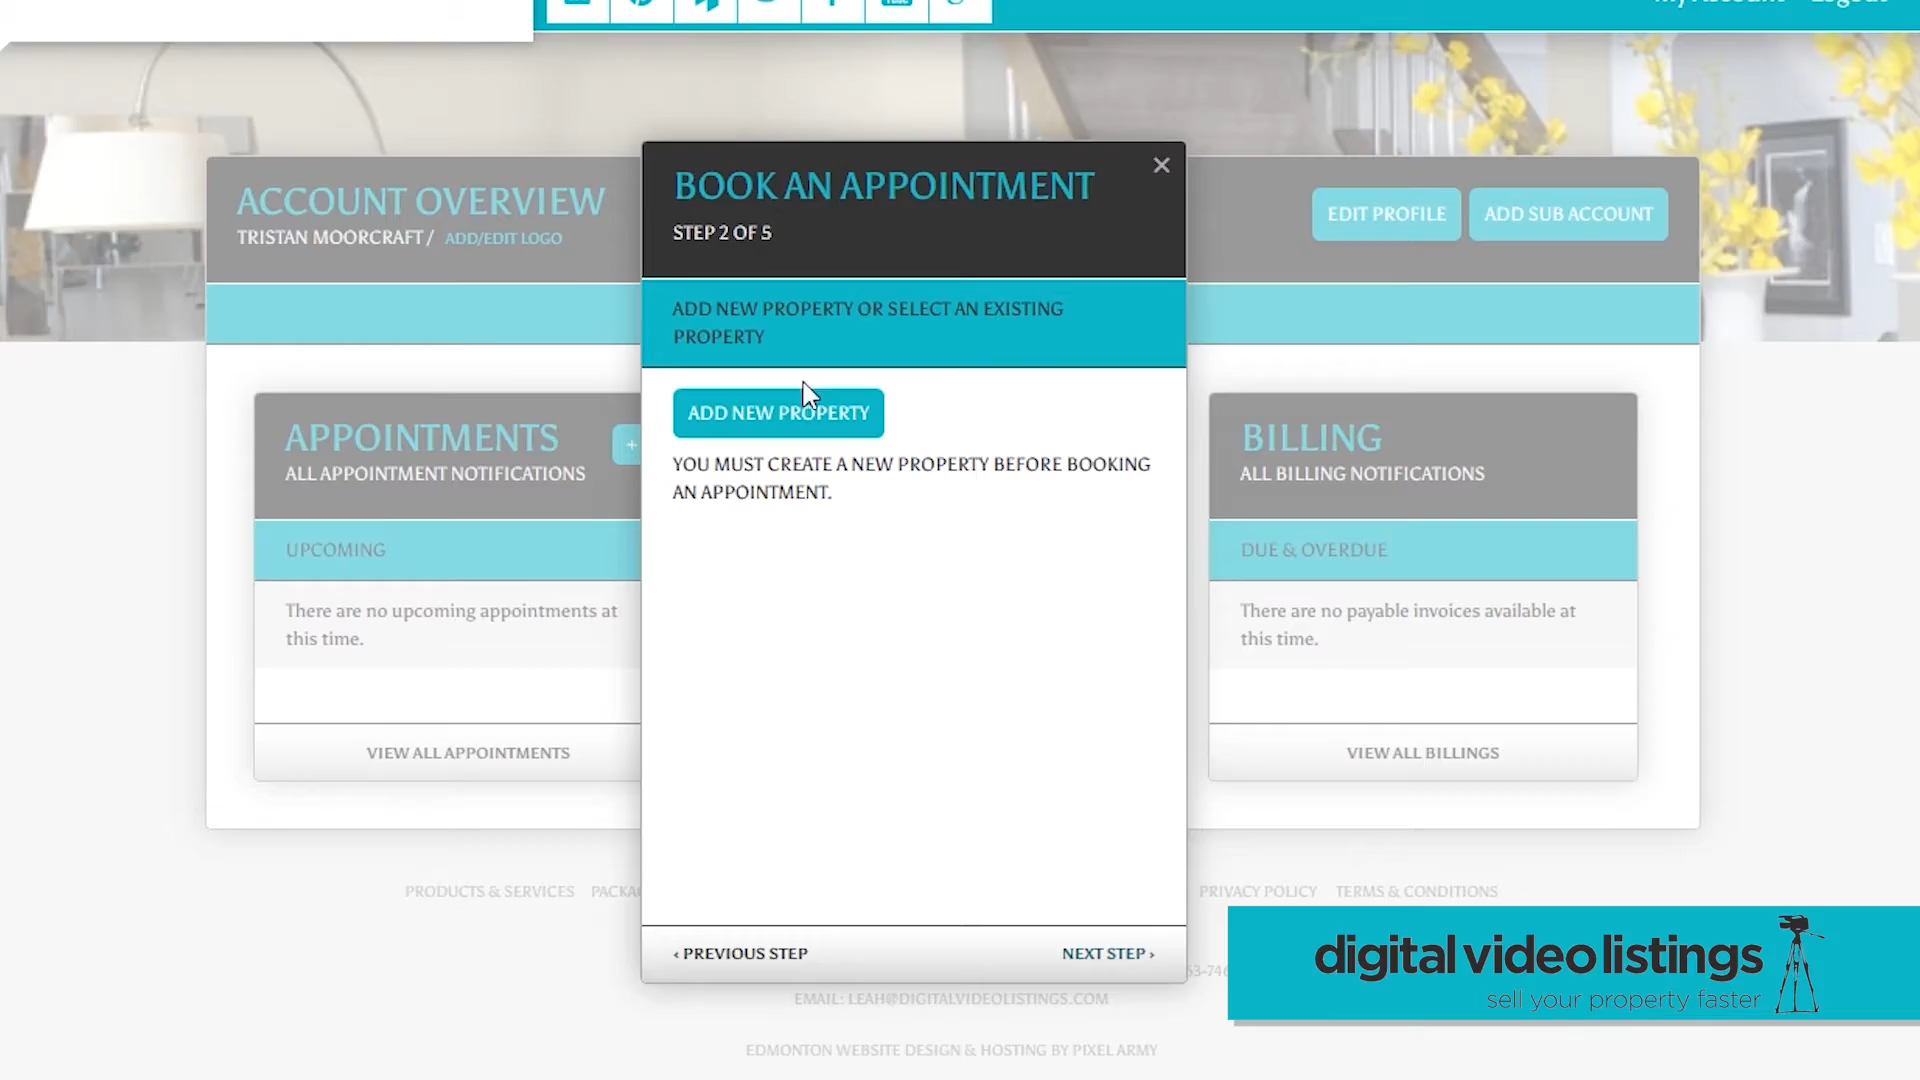 ACCOUNT OVERVIEW
TRISTAN MOORCRAFT / ADD/EDIT LOGO
EDIT PROFILE
ADD SUB ACCOUNT
BOOK AN APPOINTMENT
STEP 2 OF 5
ADD NEW PROPERTY OR SELECT AN EXISTING
PROPERTY
ADD NEW PROPERTY
YOU MUST CREATE A NEW PROPERTY BEFORE BOOKING
AN APPOINTMENT.
‹ PREVIOUS STEP
NEXT STEP ›
APPOINTMENTS
ALL APPOINTMENT NOTIFICATIONS
+
UPCOMING
There are no upcoming appointments at
this time.
VIEW ALL APPOINTMENTS
BILLING
ALL BILLING NOTIFICATIONS
DUE & OVERDUE
There are no payable invoices available at
this time.
VIEW ALL BILLINGS
PRODUCTS & SERVICES
PRIVACY POLICY TERMS & CONDITIONS
EMAIL: LEAH@DIGITALVIDEOLISTINGS.COM
EDMONTON WEBSITE DESIGN & HOSTING BY PIXEL ARMY
digital video listings
sell your property faster